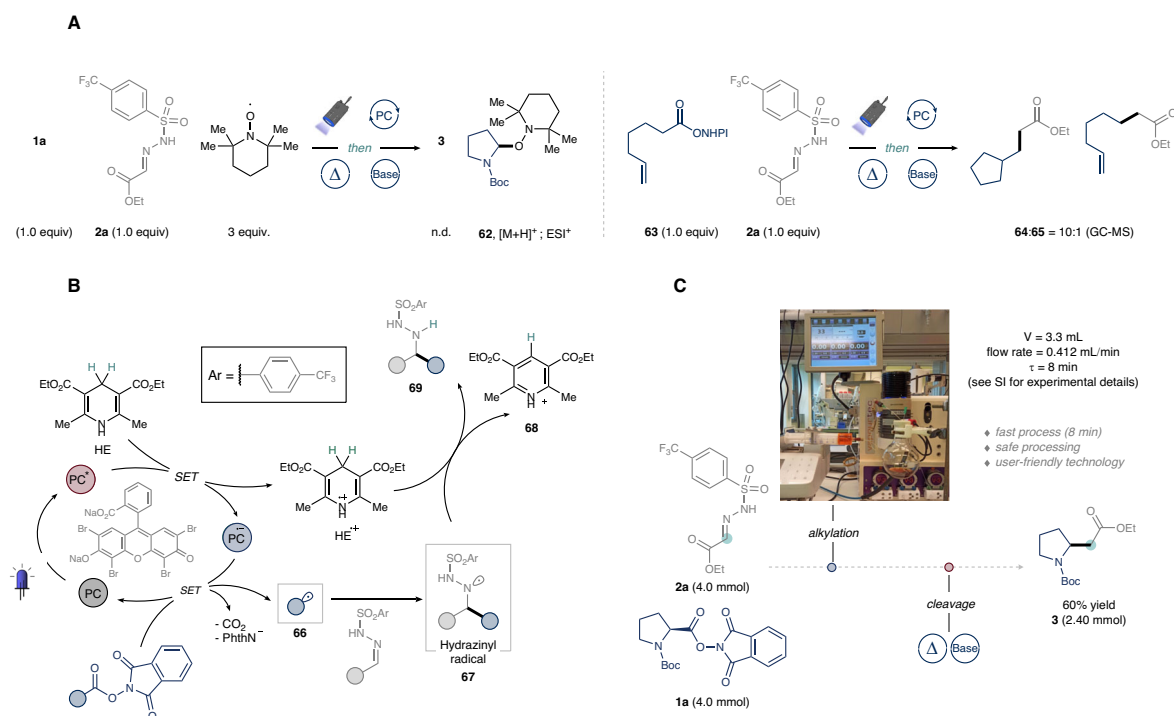 A
F3C
O
S
O
NH
N
O
OEt
1a
Me
N
O
Me
Me
Me
PC
then
Δ
Base
3
Me
Me
N
Me
Me
O
N
Boc
O
ONHPI
F3C
O
S
O
NH
N
O
OEt
PC
then
Δ
Base
O
OEt
O
OEt
(1.0 equiv)
2a (1.0 equiv)
3 equiv.
n.d.
62, [M+H]+ ; ESI+
63 (1.0 equiv)
2a (1.0 equiv)
64:65 = 10:1 (GC-MS)
B
H H
EtO2C
CO2Et
Me
N
H
Me
HE
Ar =
CF3
SO2Ar
HN
N
H
69
H
EtO2C
CO2Et
Me
N
H
+
Me
68
PC*
SET
H H
EtO2C
CO2Et
Me
N
H
Me
HE·+
NaO2C
Br
Br
NaO
O
O
Br
Br
PC·−
PC
SET
- CO2
- PhthN−
66
SO2Ar
HN
N
SO2Ar
HN
N
Hydrazinyl
radical
67
O
O
O
N
O
C
V = 3.3 mL
flow rate = 0.412 mL/min
τ = 8 min
(see SI for experimental details)
♦ fast process (8 min)
♦ safe processing
♦ user-friendly technology
F3C
O
S
O
NH
N
O
OEt
2a (4.0 mmol)
alkylation
cleavage
Δ
Base
O
OEt
N
Boc
60% yield
3 (2.40 mmol)
O
O
N
Boc
O
N
O
1a (4.0 mmol)